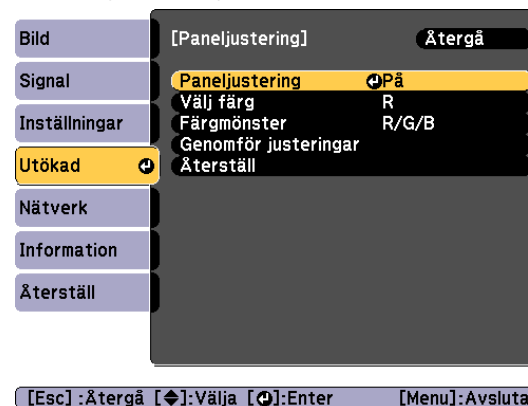 Bild
Signal
Inställningar
Utökad
Nätverk
Information
Återställ
[Paneljustering] Återgå
Paneljustering På
Välj färg R
Färgmönster R/G/B
Genomför justeringar
Återställ
[Esc] :Återgå [◆]:Välja [↵]:Enter [Menu]:Avsluta